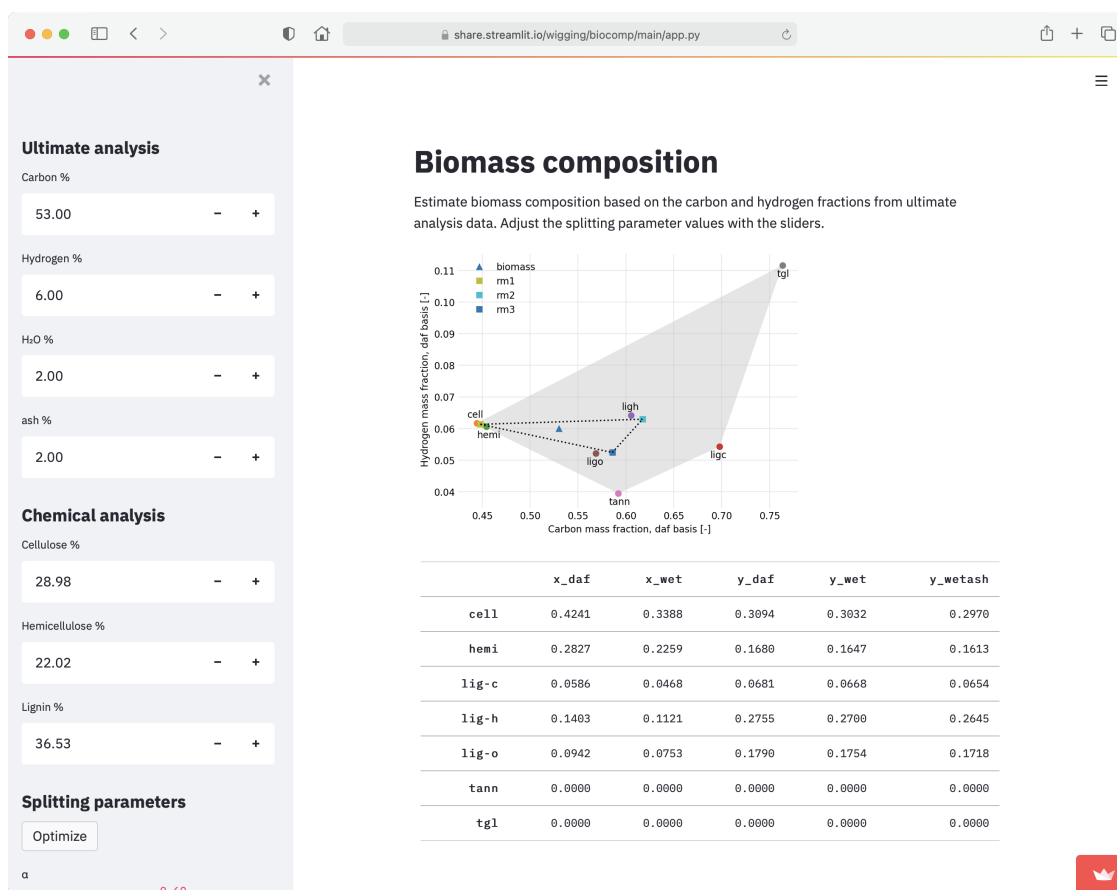 share.streamlit.io/wigging/biocomp/main/app.py
Ultimate analysis
Carbon %
53.00 − +
Hydrogen %
6.00 − +
H₂O %
2.00 − +
ash %
2.00 − +
Chemical analysis
Cellulose %
28.98 − +
Hemicellulose %
22.02 − +
Lignin %
36.53 − +
Splitting parameters
Optimize
α
Biomass composition
Estimate biomass composition based on the carbon and hydrogen fractions from ultimate
analysis data. Adjust the splitting parameter values with the sliders.
biomass
rm1
rm2
rm3
Hydrogen mass fraction, daf basis [-]
0.11
0.10
0.09
0.08
0.07
0.06
0.05
0.04
tgl
cell
hemi
ligh
ligo
ligc
tann
0.45 0.50 0.55 0.60 0.65 0.70 0.75
Carbon mass fraction, daf basis [-]
x_daf x_wet y_daf y_wet y_wetash
cell 0.4241 0.3388 0.3094 0.3032 0.2970
hemi 0.2827 0.2259 0.1680 0.1647 0.1613
lig-c 0.0586 0.0468 0.0681 0.0668 0.0654
lig-h 0.1403 0.1121 0.2755 0.2700 0.2645
lig-o 0.0942 0.0753 0.1790 0.1754 0.1718
tann 0.0000 0.0000 0.0000 0.0000 0.0000
tgl 0.0000 0.0000 0.0000 0.0000 0.0000